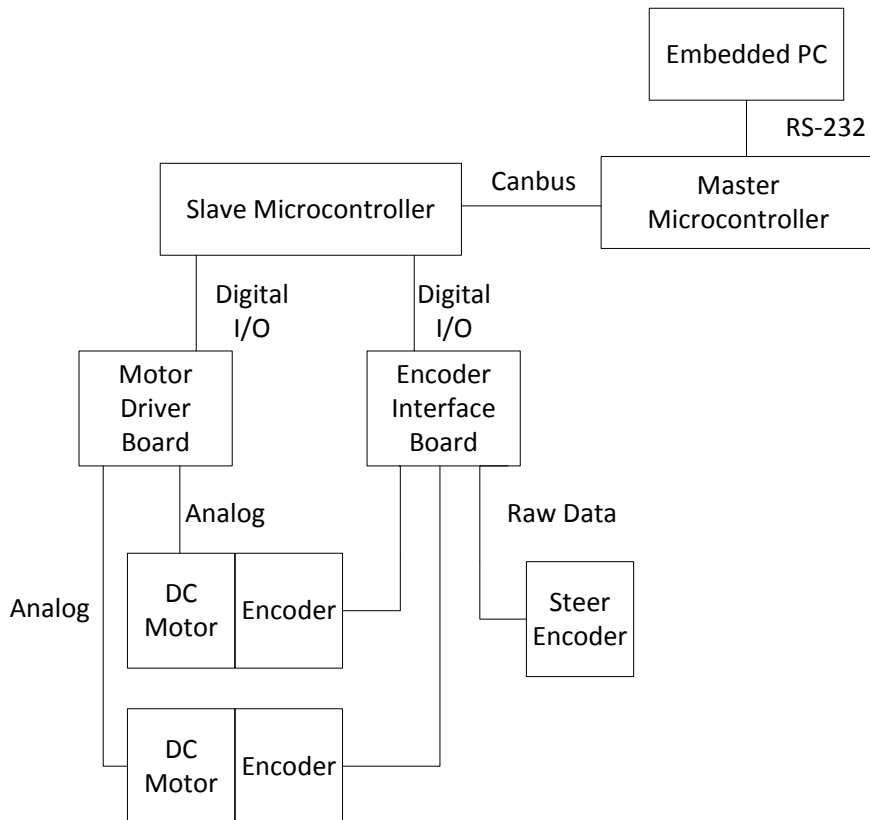 Embedded PC
RS-232
Canbus
Master
Microcontroller
Slave Microcontroller
Digital
I/O
Digital
I/O
Motor
Driver
Board
Encoder
Interface
Board
Analog
Raw Data
DC
Motor
Encoder
Analog
Steer
Encoder
DC
Motor
Encoder